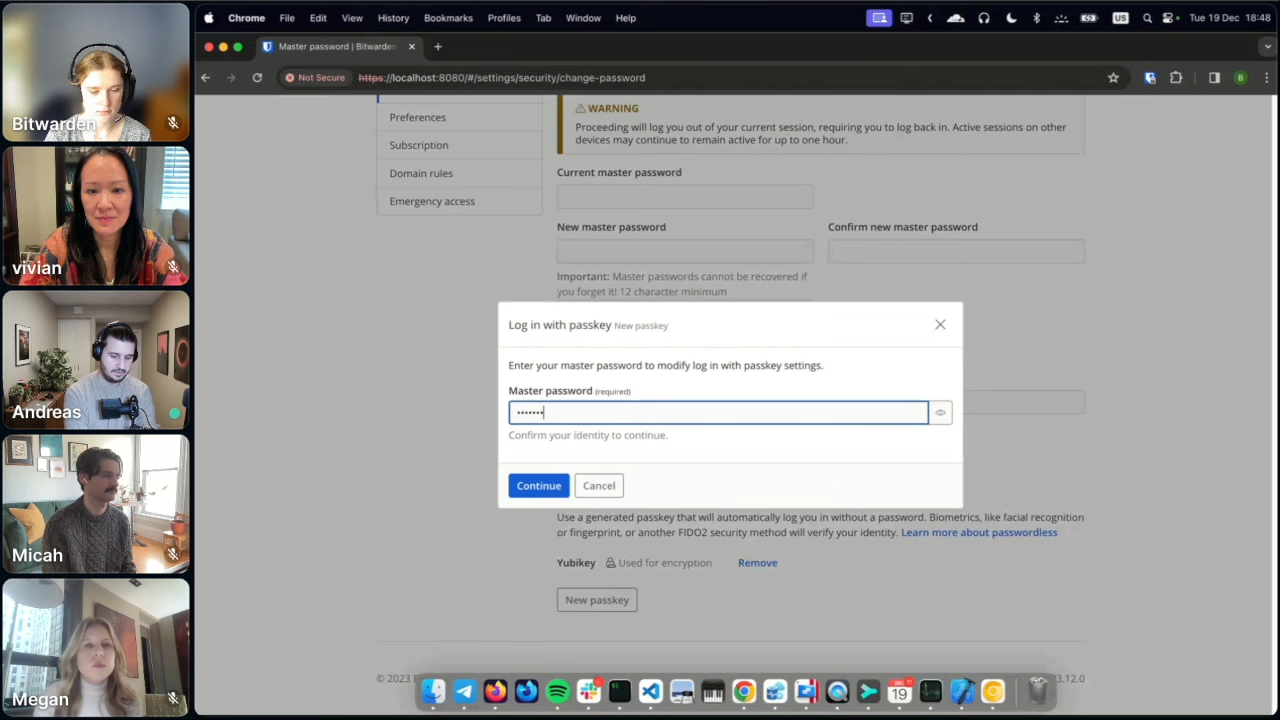 Chrome File Edit View History Bookmarks Profiles Tab Window Help
US
Tue 19 Dec 18:48
Master password | Bitwarden
Not Secure https://localhost:8080/#/settings/security/change-password
B
Bitwarden
vivian
Andreas
Micah
Megan
Preferences
Subscription
Domain rules
Emergency access
WARNING
Proceeding will log you out of your current session, requiring you to log back in. Active sessions on other
devices may continue to remain active for up to one hour.
Current master password
New master password
Confirm new master password
Important: Master passwords cannot be recovered if
you forget it! 12 character minimum
Log in with passkey New passkey
Enter your master password to modify log in with passkey settings.
Master password (required)
•••••••
Confirm your identity to continue.
Continue
Cancel
Use a generated passkey that will automatically log you in without a password. Biometrics, like facial recognition
or fingerprint, or another FIDO2 security method will verify your identity. Learn more about passwordless
Yubikey Used for encryption Remove
New passkey
© 2023
19